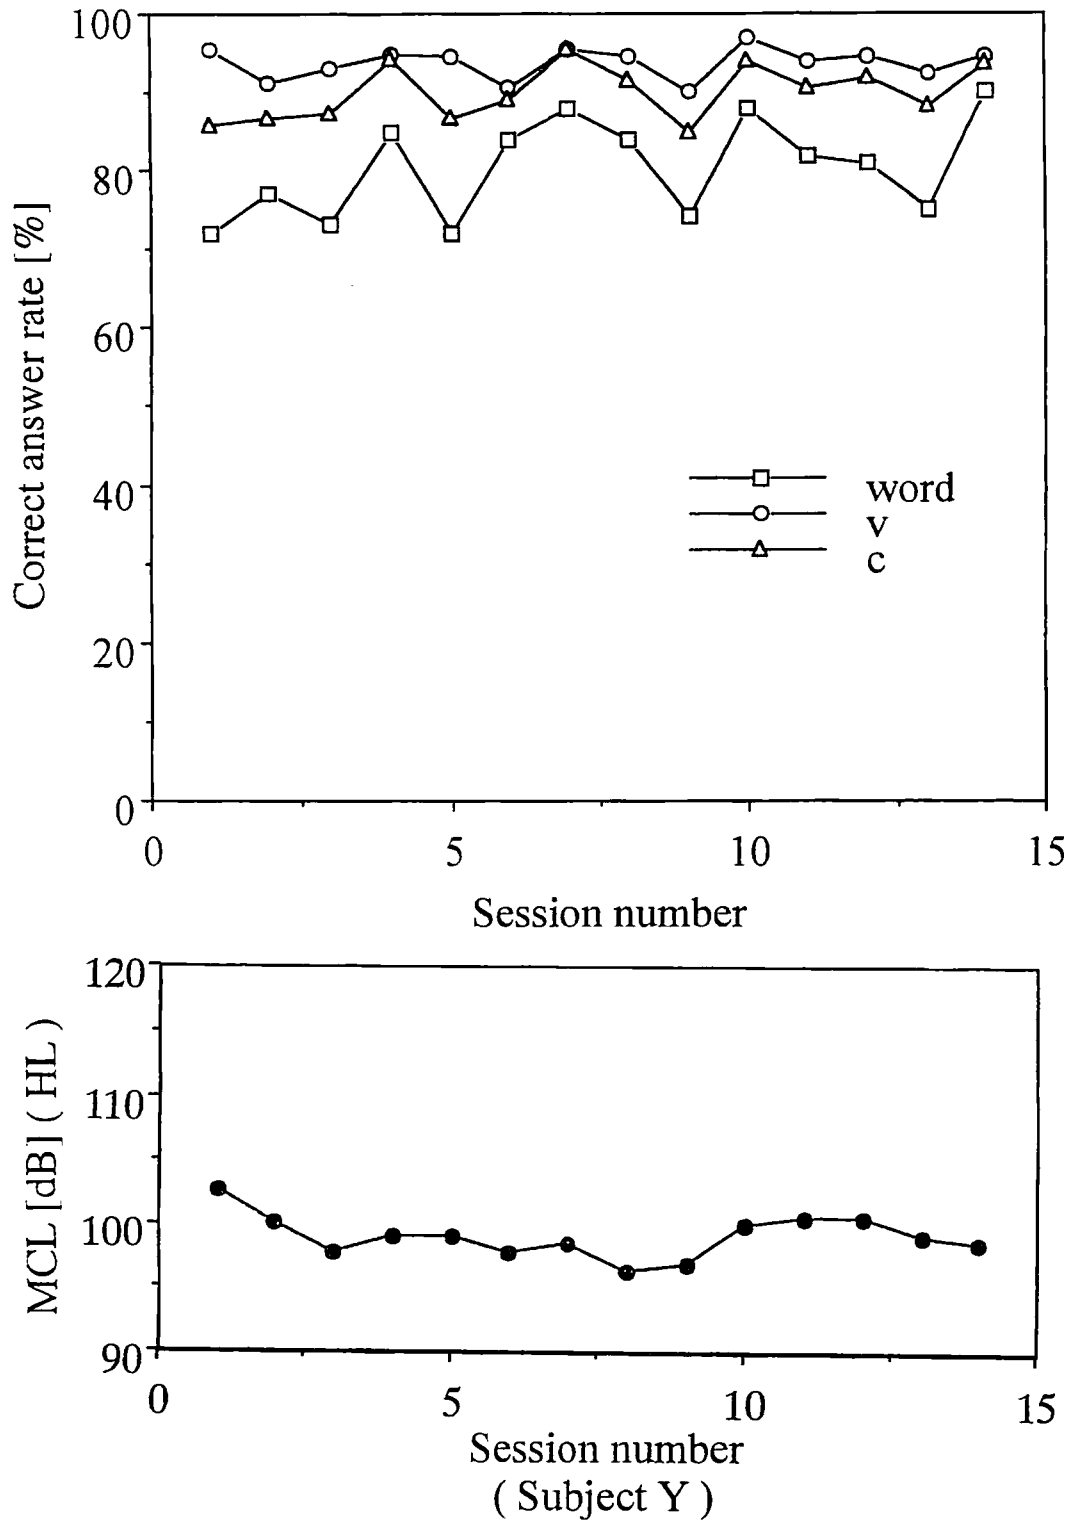 100
80
60
40
20
0
Correct answer rate [%]
word
v
c
0 5 10 15
Session number
120
110
100
90
MCL [dB] ( HL )
0 5 10 15
Session number
( Subject Y )